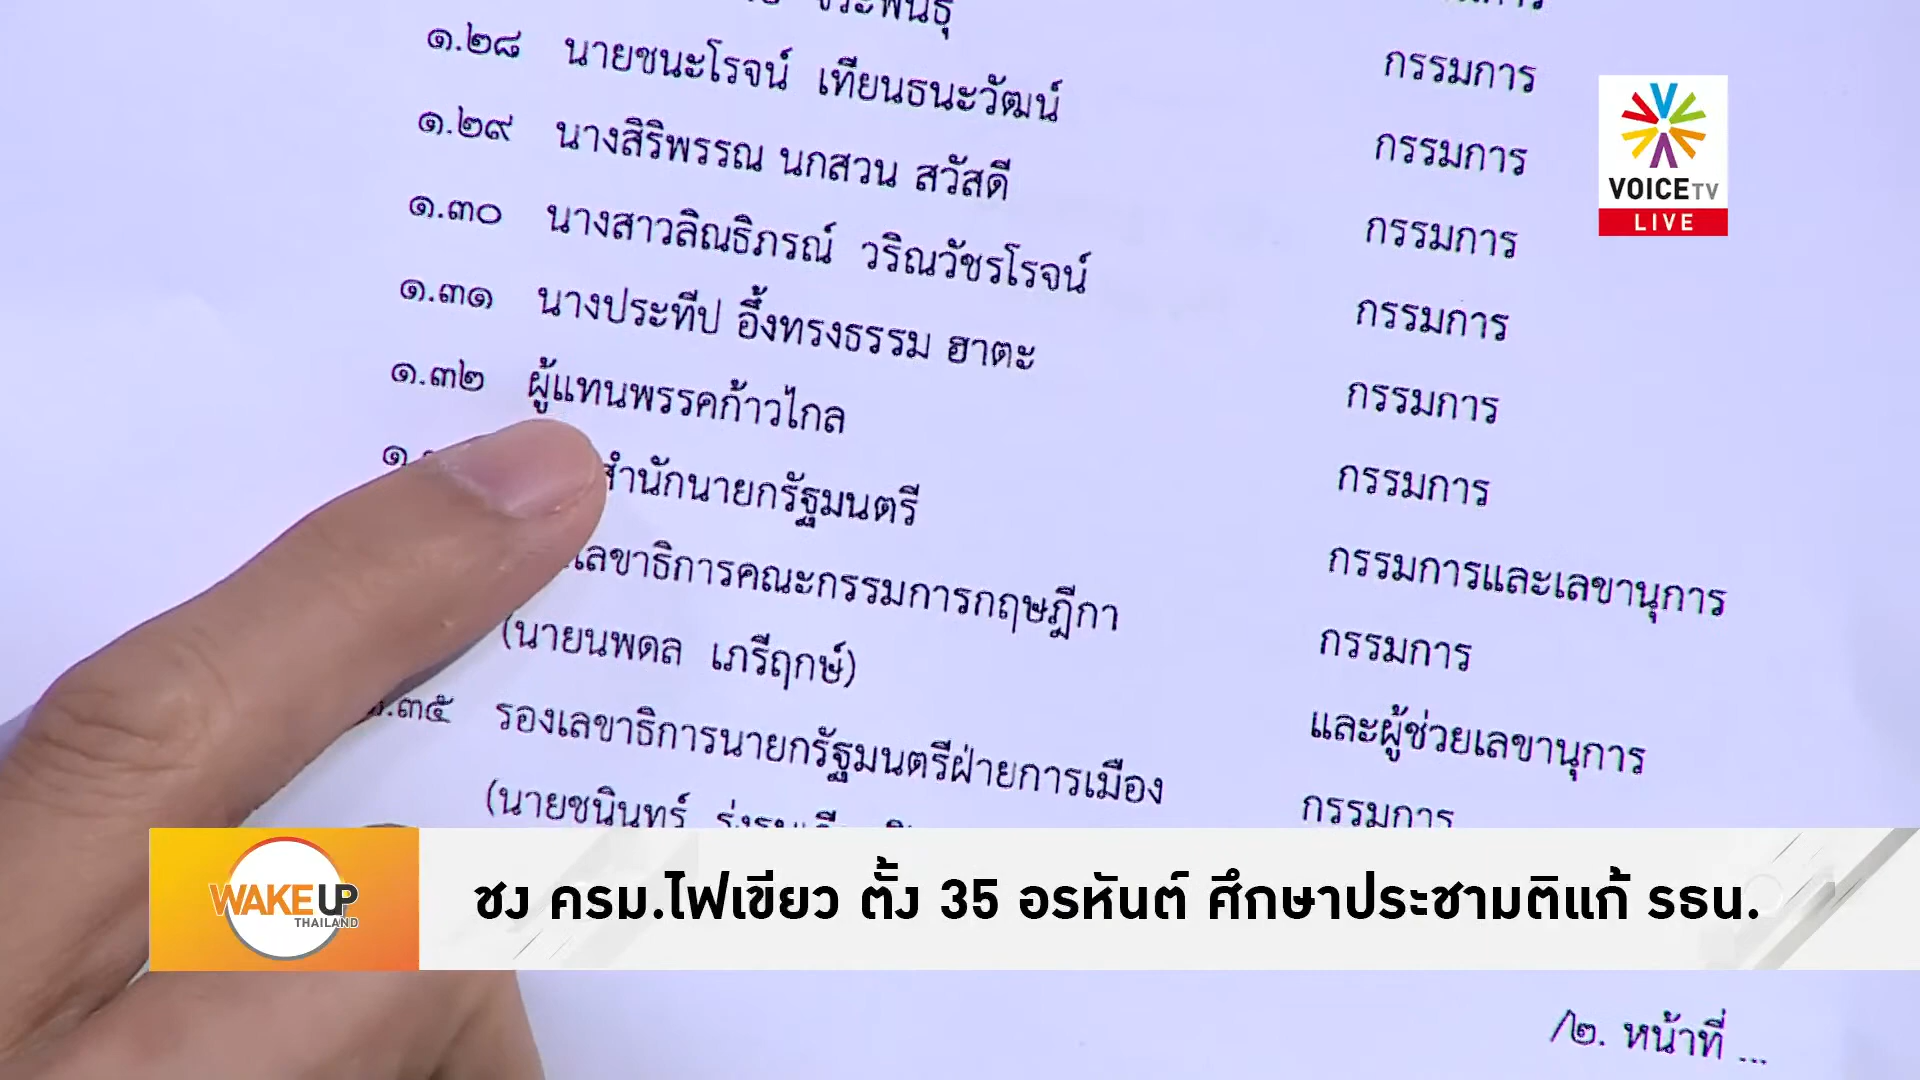 จีระพันธุ
๑.๒๘ นายชนะโรจน์ เทียนธนะวัฒน์ กรรมการ
๑.๒๙ นางสิริพรรณ นกสวน สวัสดี กรรมการ
๑.๓๐ นางสาวลิณธิภรณ์ วริณวัชรโรจน์ กรรมการ
๑.๓๑ นางประทีป อึ้งทรงธรรม ฮาตะ กรรมการ
๑.๓๒ ผู้แทนพรรคก้าวไกล กรรมการ
๑. สำนักนายกรัฐมนตรี กรรมการ
เลขาธิการคณะกรรมการกฤษฎีกา กรรมการและเลขานุการ
(นายนพดล เภรีฤกษ์) กรรมการ
.๓๕ รองเลขาธิการนายกรัฐมนตรีฝ่ายการเมือง และผู้ช่วยเลขานุการ
(นายชนินทร์ กรรมการ
/๒. หน้าที่ ...
VOICE TV
LIVE
WAKE UP
THAILAND
ชง ครม.ไฟเขียว ตั้ง 35 อรหันต์ ศึกษาประชามติแก้ รธน.